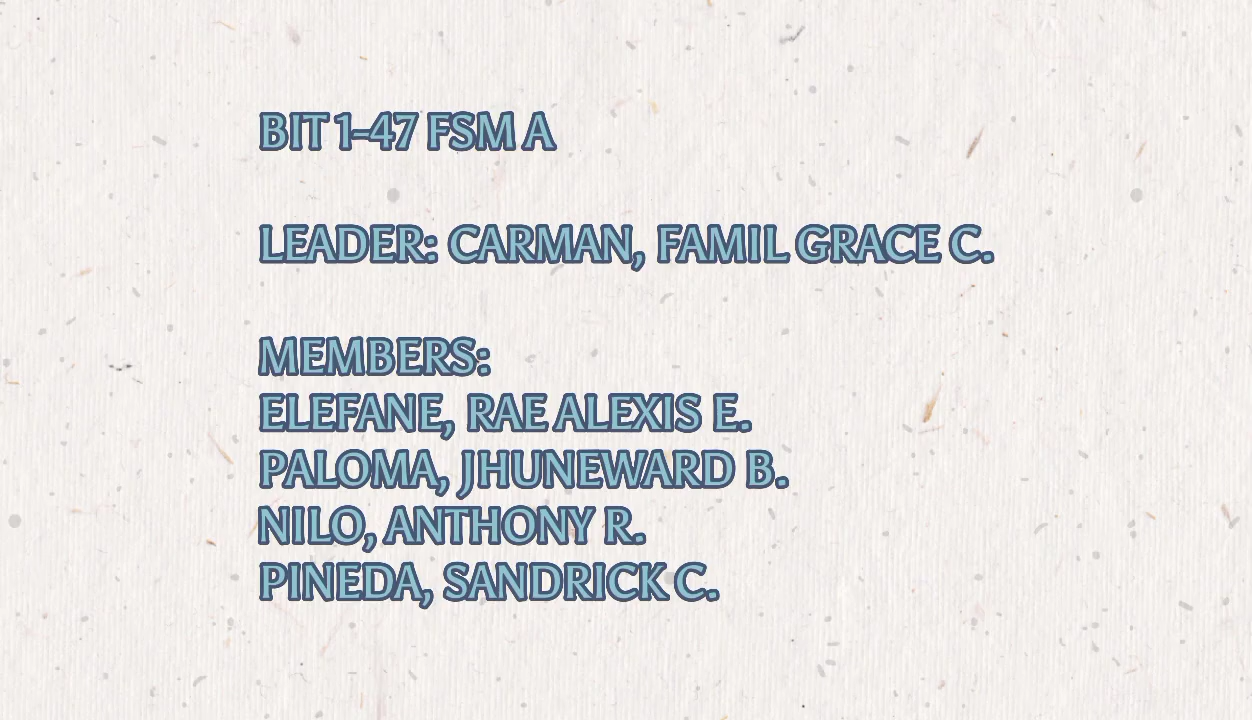 BIT 1-47 FSM A
LEADER: CARMAN, FAMIL GRACE C.
MEMBERS:
ELEFANE, RAE ALEXIS E.
PALOMA, JHUNEWARD B.
NILO, ANTHONY R.
PINEDA, SANDRICK C.